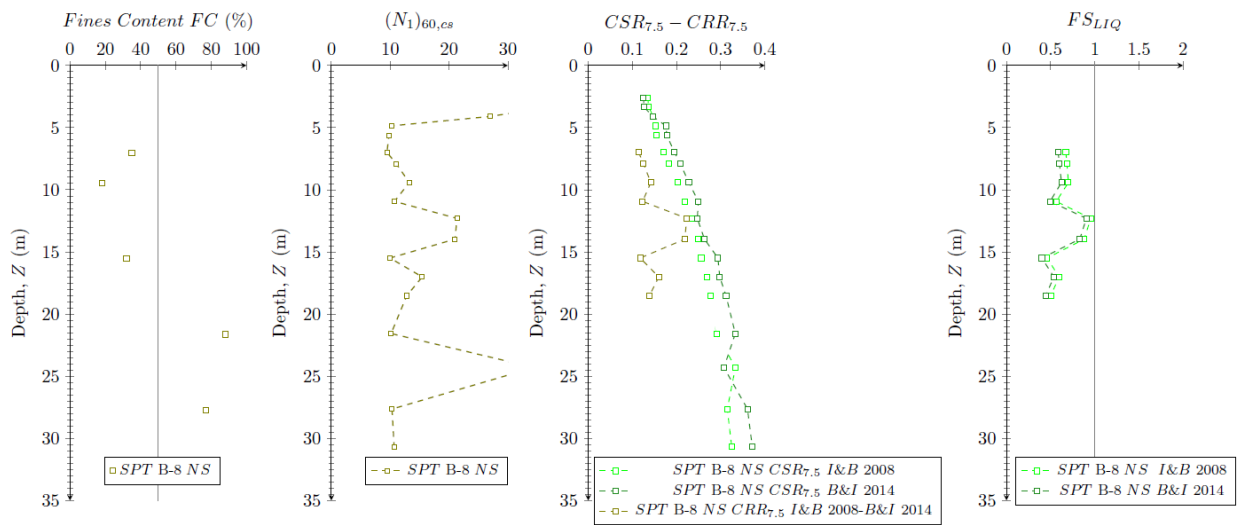 Fines Content FC (%)
0 20 40 60 80 100
0
5
10
15
20
25
30
35
Depth, Z (m)
SPT B-8 NS
(N₁)₆₀,cs
0 10 20 30
0
5
10
15
20
25
30
35
Depth, Z (m)
SPT B-8 NS
CSR₇.₅ − CRR₇.₅
0 0.1 0.2 0.3 0.4
0
5
10
15
20
25
30
35
Depth, Z (m)
SPT B-8 NS CSR₇.₅ I&B 2008
SPT B-8 NS CSR₇.₅ B&I 2014
SPT B-8 NS CRR₇.₅ I&B 2008-B&I 2014
FS_LIQ
0 0.5 1 1.5 2
0
5
10
15
20
25
30
35
Depth, Z (m)
SPT B-8 NS I&B 2008
SPT B-8 NS B&I 2014